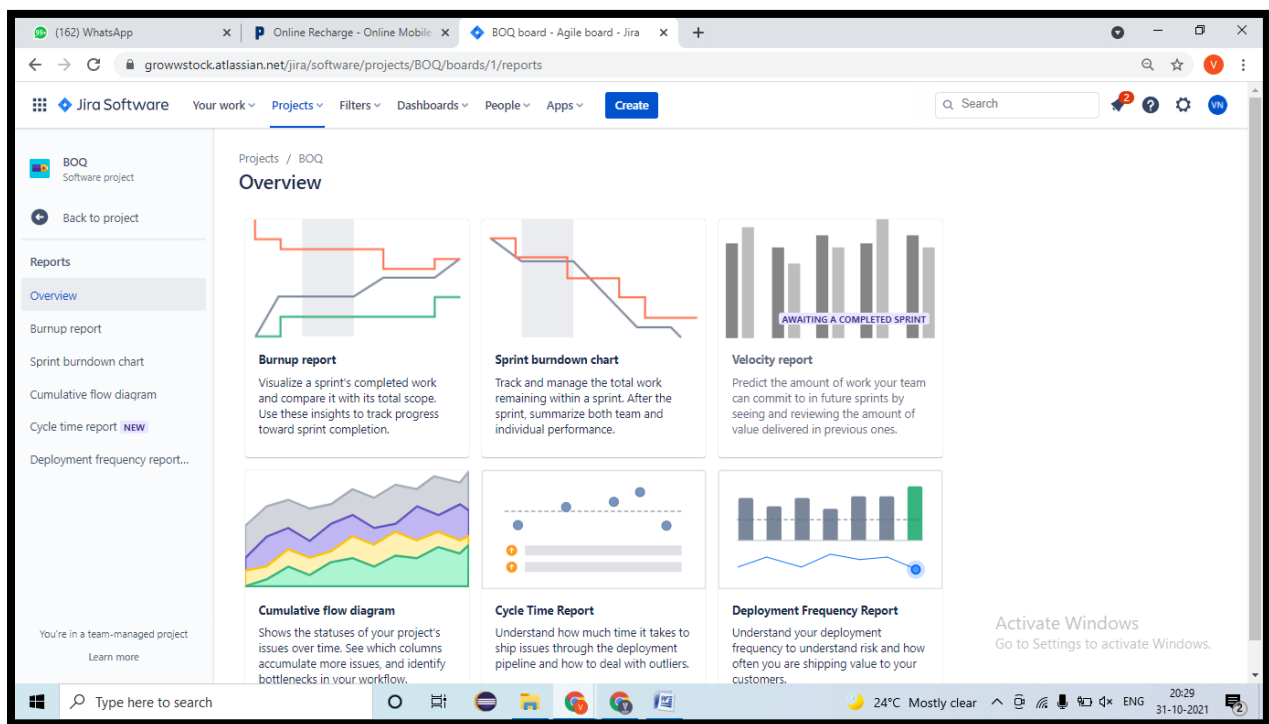 (162) WhatsApp
Online Recharge - Online Mobile
BOQ board - Agile board - Jira
growwstock.atlassian.net/jira/software/projects/BOQ/boards/1/reports
V
Jira Software
Your work
Projects
Filters
Dashboards
People
Apps
Create
Search
2
VN
BOQ
Software project
Back to project
Reports
Overview
Burnup report
Sprint burndown chart
Cumulative flow diagram
Cycle time report NEW
Deployment frequency report...
You're in a team-managed project
Learn more
Projects / BOQ
Overview
Burnup report
Visualize a sprint's completed work
and compare it with its total scope.
Use these insights to track progress
toward sprint completion.
Sprint burndown chart
Track and manage the total work
remaining within a sprint. After the
sprint, summarize both team and
individual performance.
AWAITING A COMPLETED SPRINT
Velocity report
Predict the amount of work your team
can commit to in future sprints by
seeing and reviewing the amount of
value delivered in previous ones.
Cumulative flow diagram
Shows the statuses of your project's
issues over time. See which columns
accumulate more issues, and identify
bottlenecks in your workflow.
Cycle Time Report
Understand how much time it takes to
ship issues through the deployment
pipeline and how to deal with outliers.
Deployment Frequency Report
Understand your deployment
frequency to understand risk and how
often you are shipping value to your
customers.
Activate Windows
Go to Settings to activate Windows.
Type here to search
24°C Mostly clear
ENG
20:29
31-10-2021
2